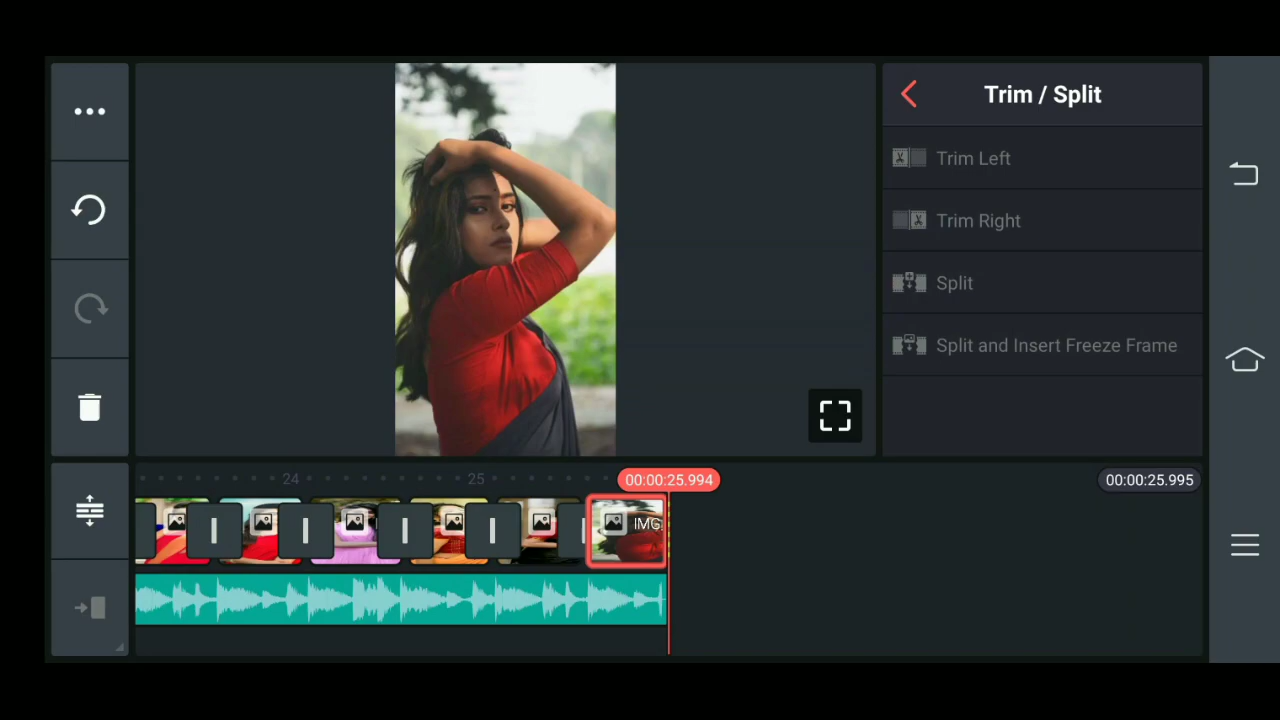 Trim / Split
Trim Left
Trim Right
Split
Split and Insert Freeze Frame
24
25
00:00:25.994
00:00:25.995
IMG